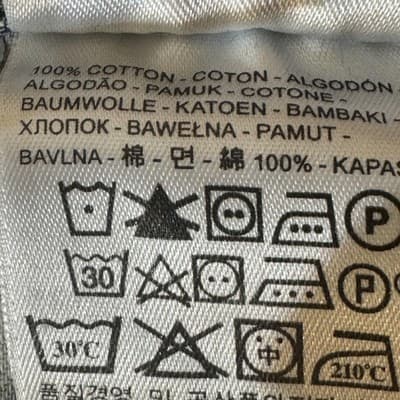 100% COTTON - COTON - ALGODÓN
ALGODÃO - PAMUK - COTONE -
BAUMWOLLE - KATOEN - BAMBAKI -
ХЛОПОК - BAWEŁNA - PAMUT -
BAVLNA - 棉 - 면 - 綿 100% - KAPAS
P
30 P
30°C 中 210°C